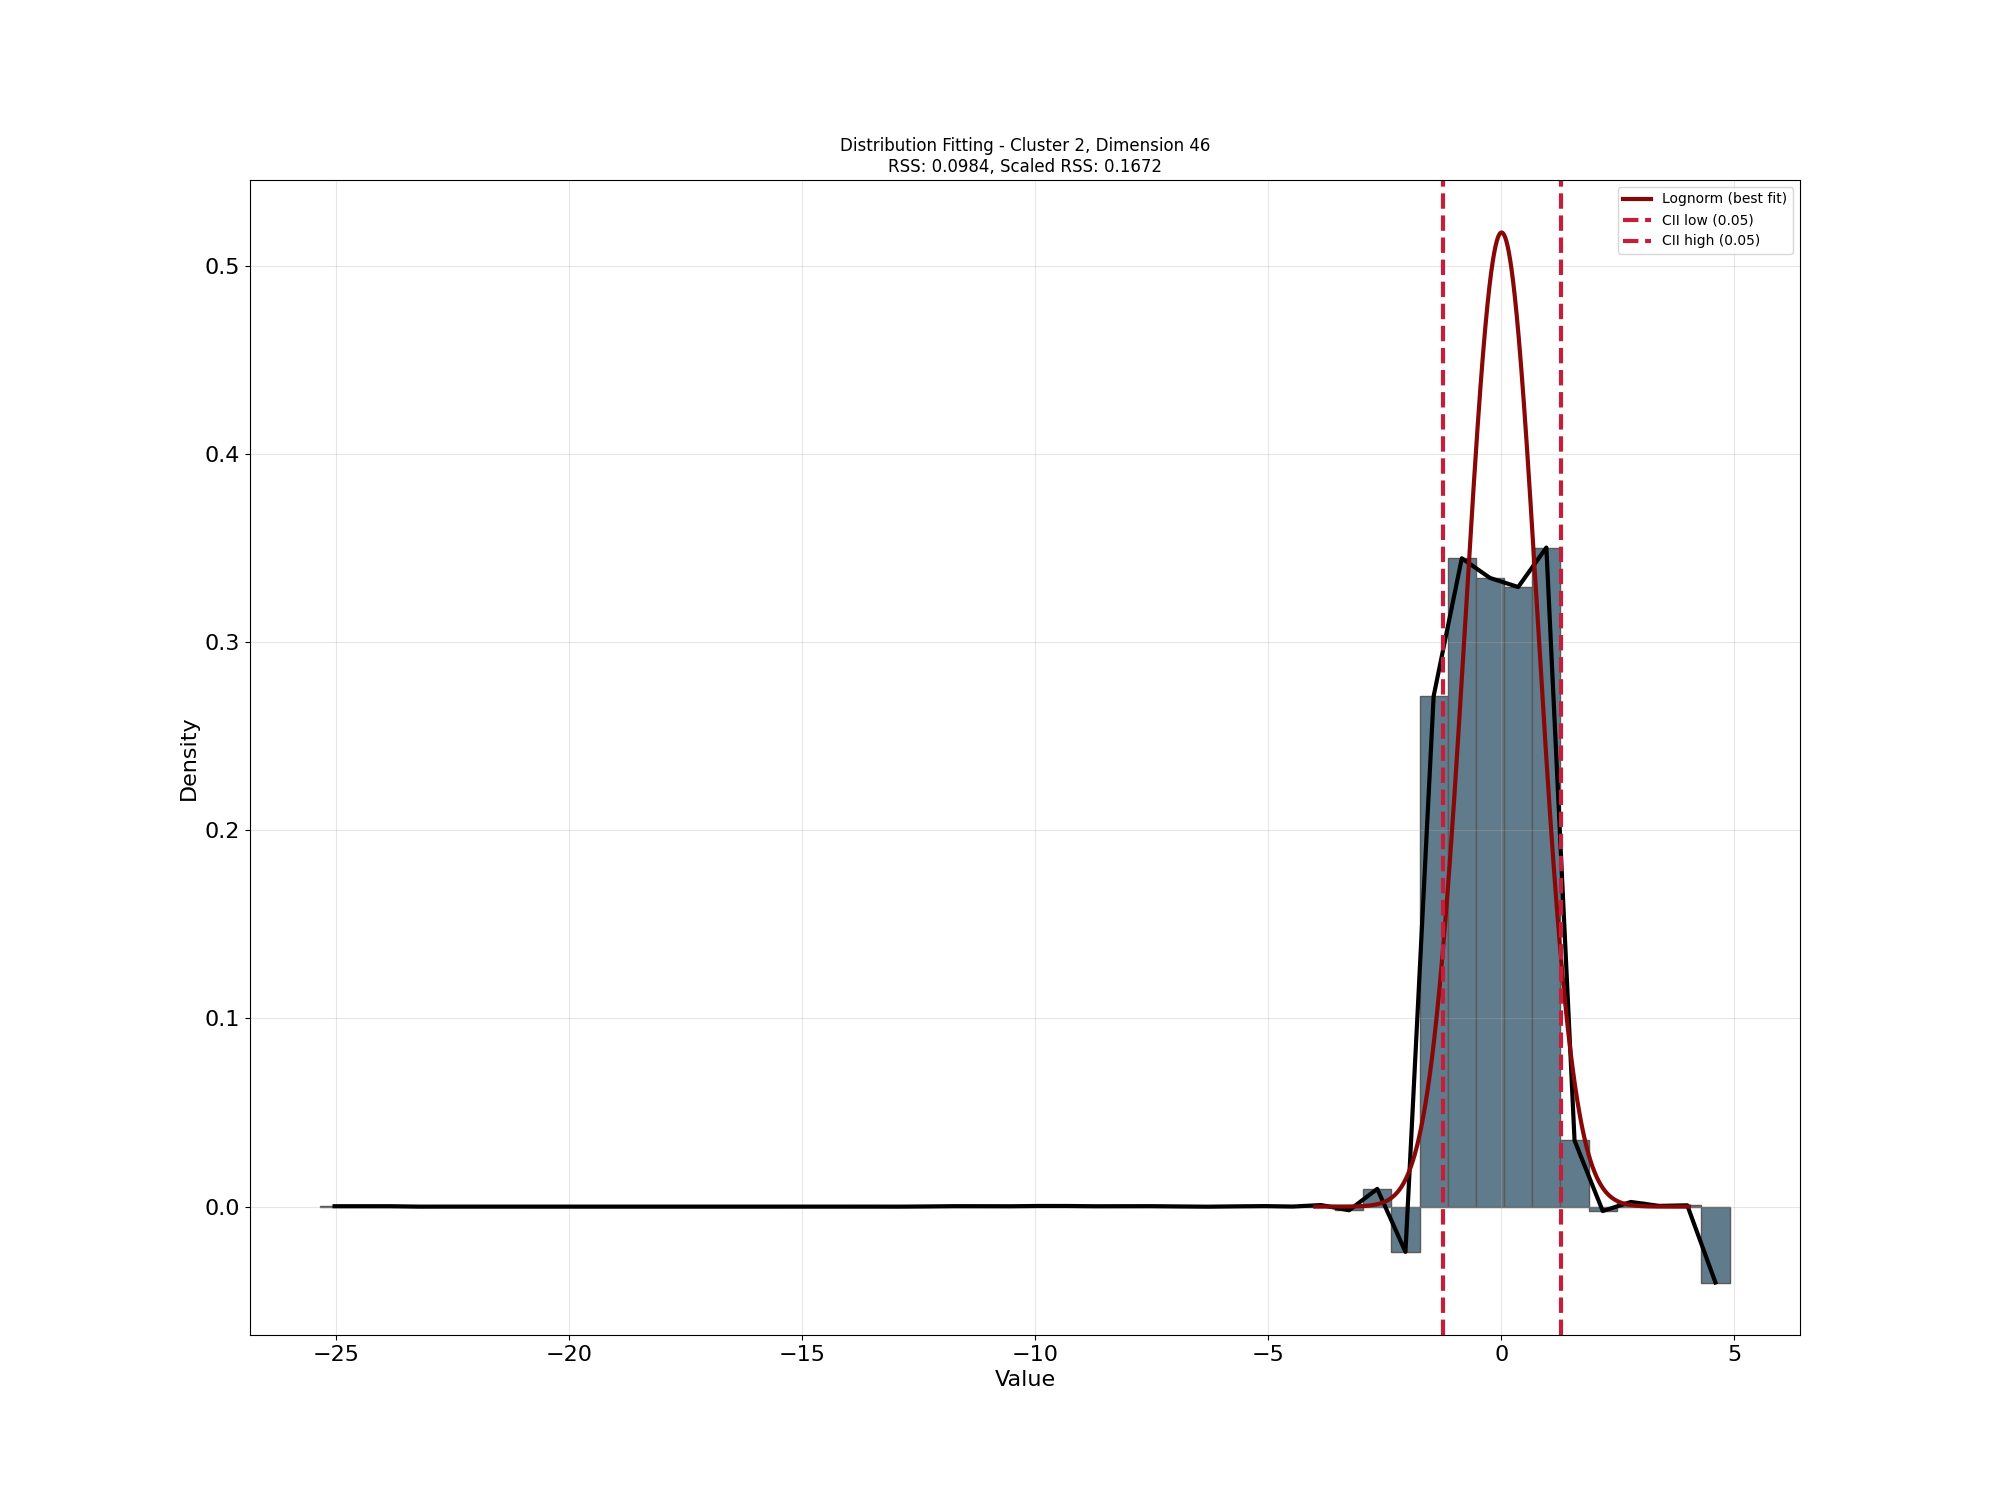 Distribution Fitting - Cluster 2, Dimension 46
RSS: 0.0984, Scaled RSS: 0.1672
Lognorm (best fit)
CII low (0.05)
CII high (0.05)
0.5
0.4
0.3
0.2
0.1
0.0
Density
−25 −20 −15 −10 −5 0 5
Value